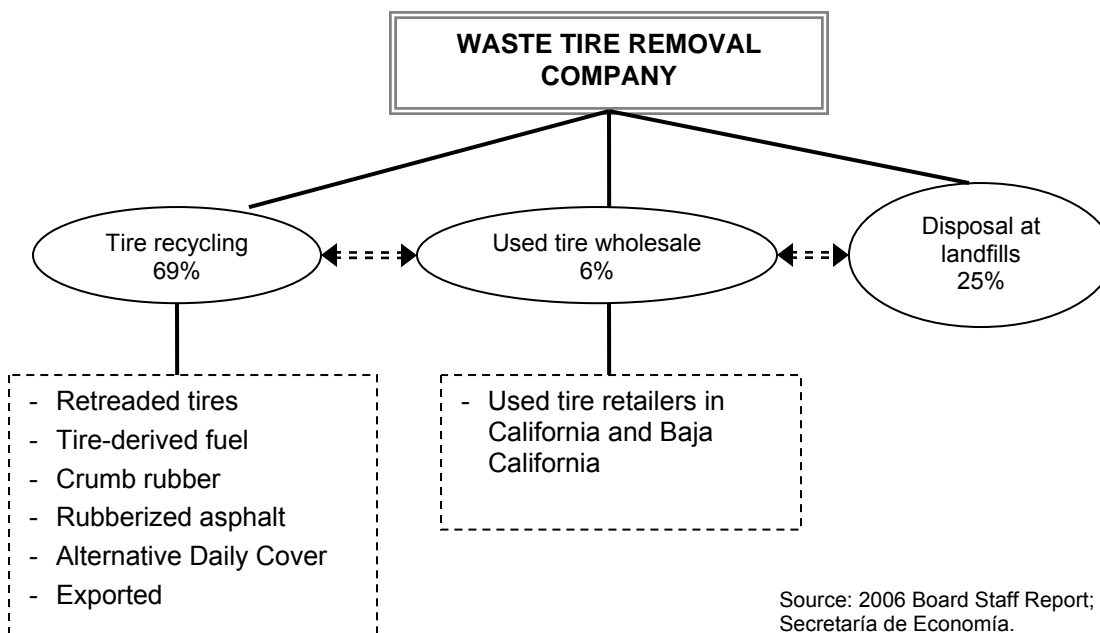 WASTE TIRE REMOVAL
COMPANY
Tire recycling
69%
Used tire wholesale
6%
Disposal at
landfills
25%
- Retreaded tires
- Tire-derived fuel
- Crumb rubber
- Rubberized asphalt
- Alternative Daily Cover
- Exported
- Used tire retailers in
California and Baja
California
Source: 2006 Board Staff Report;
Secretaría de Economía.